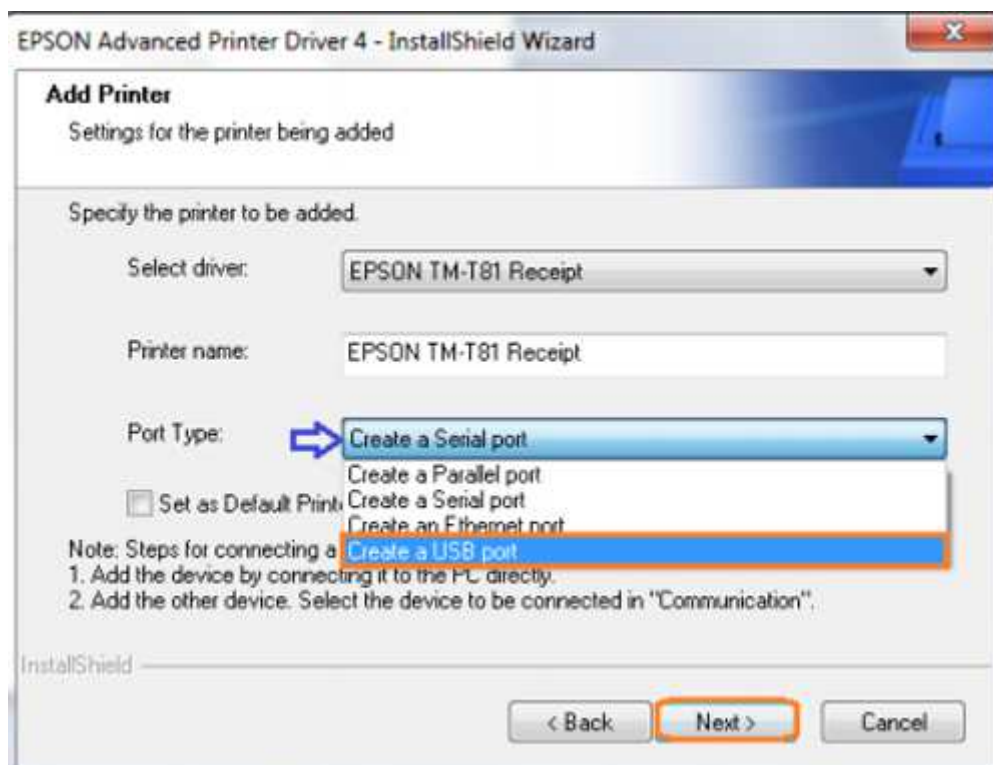 EPSON Advanced Printer Driver 4 - InstallShield Wizard
Add Printer
Settings for the printer being added
Specify the printer to be added.
Select driver: EPSON TM-T81 Receipt
Printer name: EPSON TM-T81 Receipt
Port Type: Create a Serial port
Create a Parallel port
Set as Default Print Create a Serial port
Create an Ethernet port
Note: Steps for connecting a Create a USB port
1. Add the device by connecting it to the PC directly.
2. Add the other device. Select the device to be connected in "Communication".
InstallShield
< Back Next > Cancel